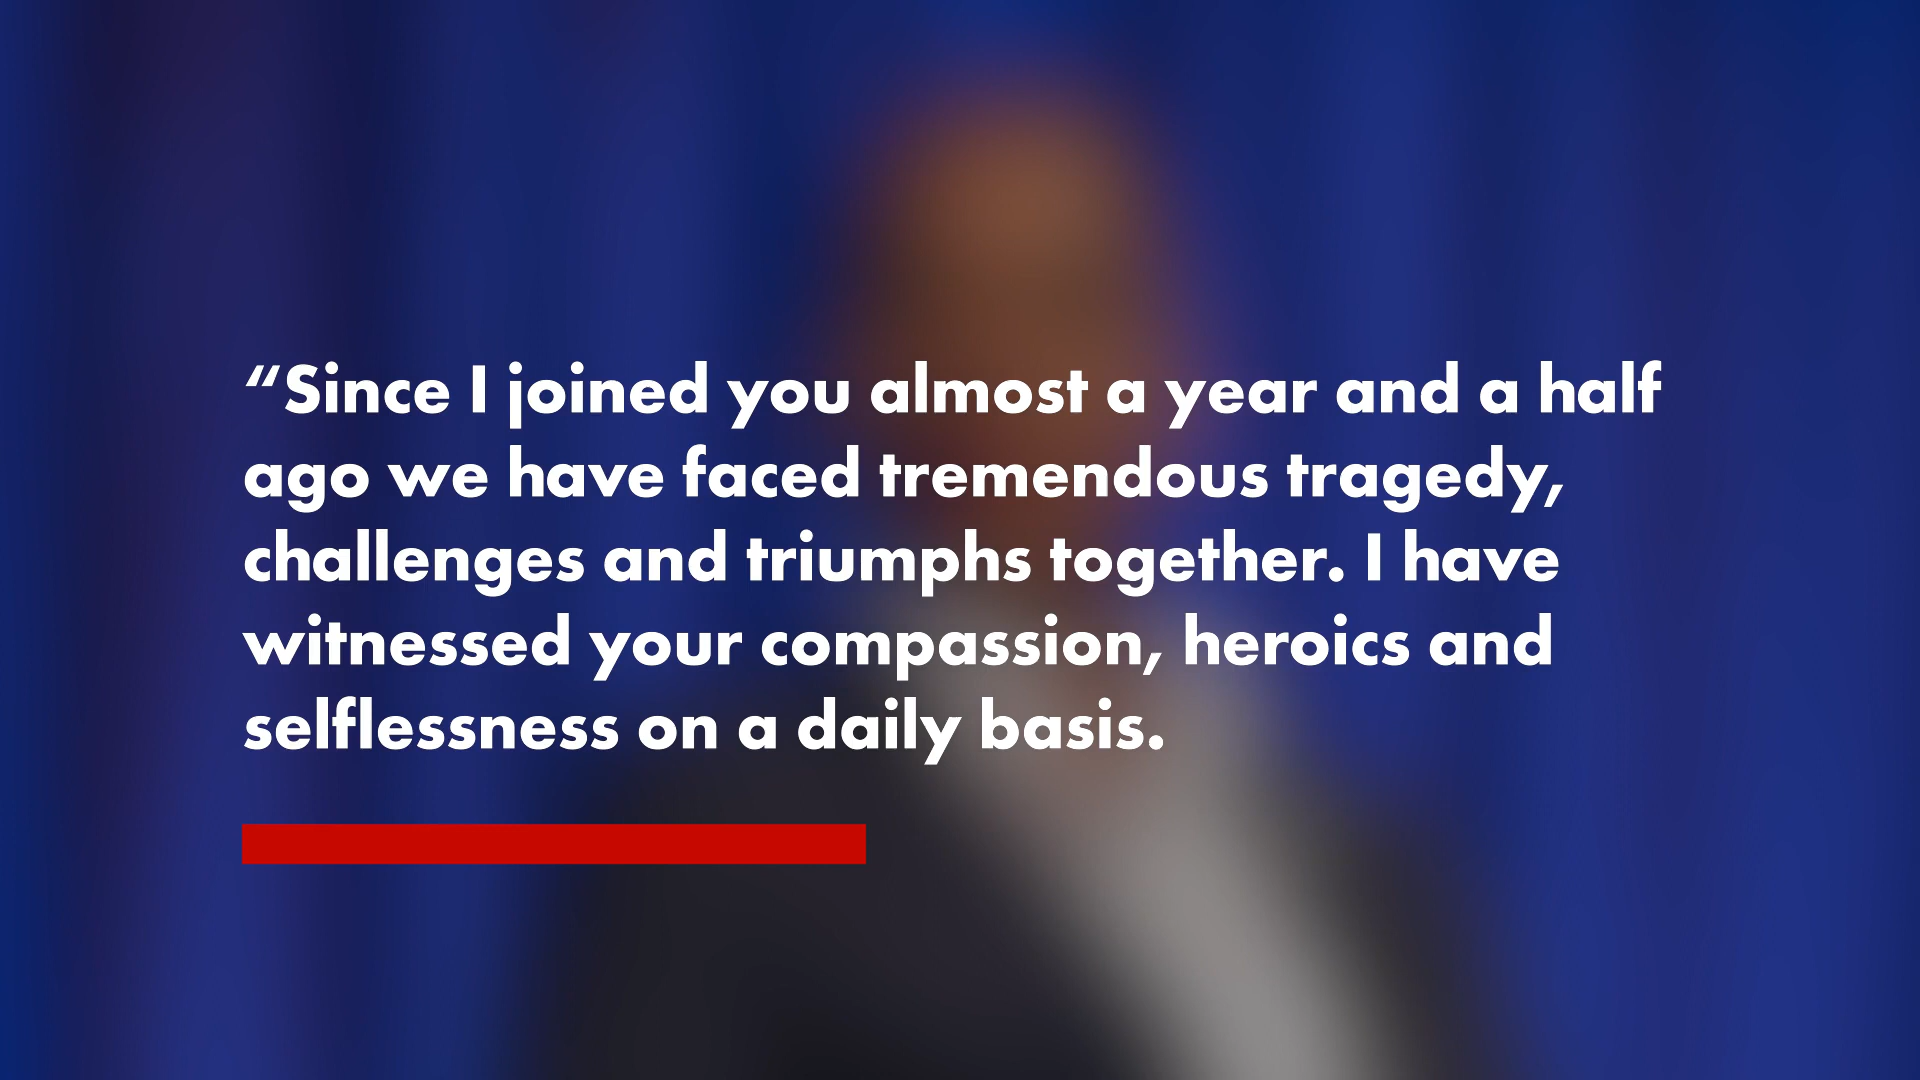 “Since I joined you almost a year and a half
ago we have faced tremendous tragedy,
challenges and triumphs together. I have
witnessed your compassion, heroics and
selflessness on a daily basis.